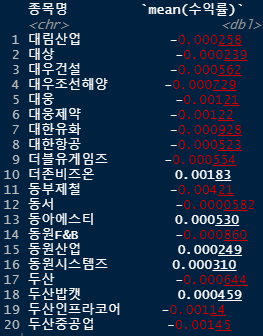 종목명 `mean(수익률)`
<chr> <dbl>
1 대림산업 -0.000258
2 대상 -0.000239
3 대우건설 -0.000562
4 대우조선해양 -0.000729
5 대웅 -0.00121
6 대웅제약 -0.00122
7 대한유화 -0.000928
8 대한항공 -0.000523
9 더블유게임즈 -0.000554
10 더존비즈온 0.00183
11 동부제철 -0.00421
12 동서 -0.0000582
13 동아에스티 0.000530
14 동원F&B -0.000860
15 동원산업 0.000249
16 동원시스템즈 0.000310
17 두산 -0.000644
18 두산밥캣 0.000459
19 두산인프라코어 -0.00114
20 두산중공업 -0.00145